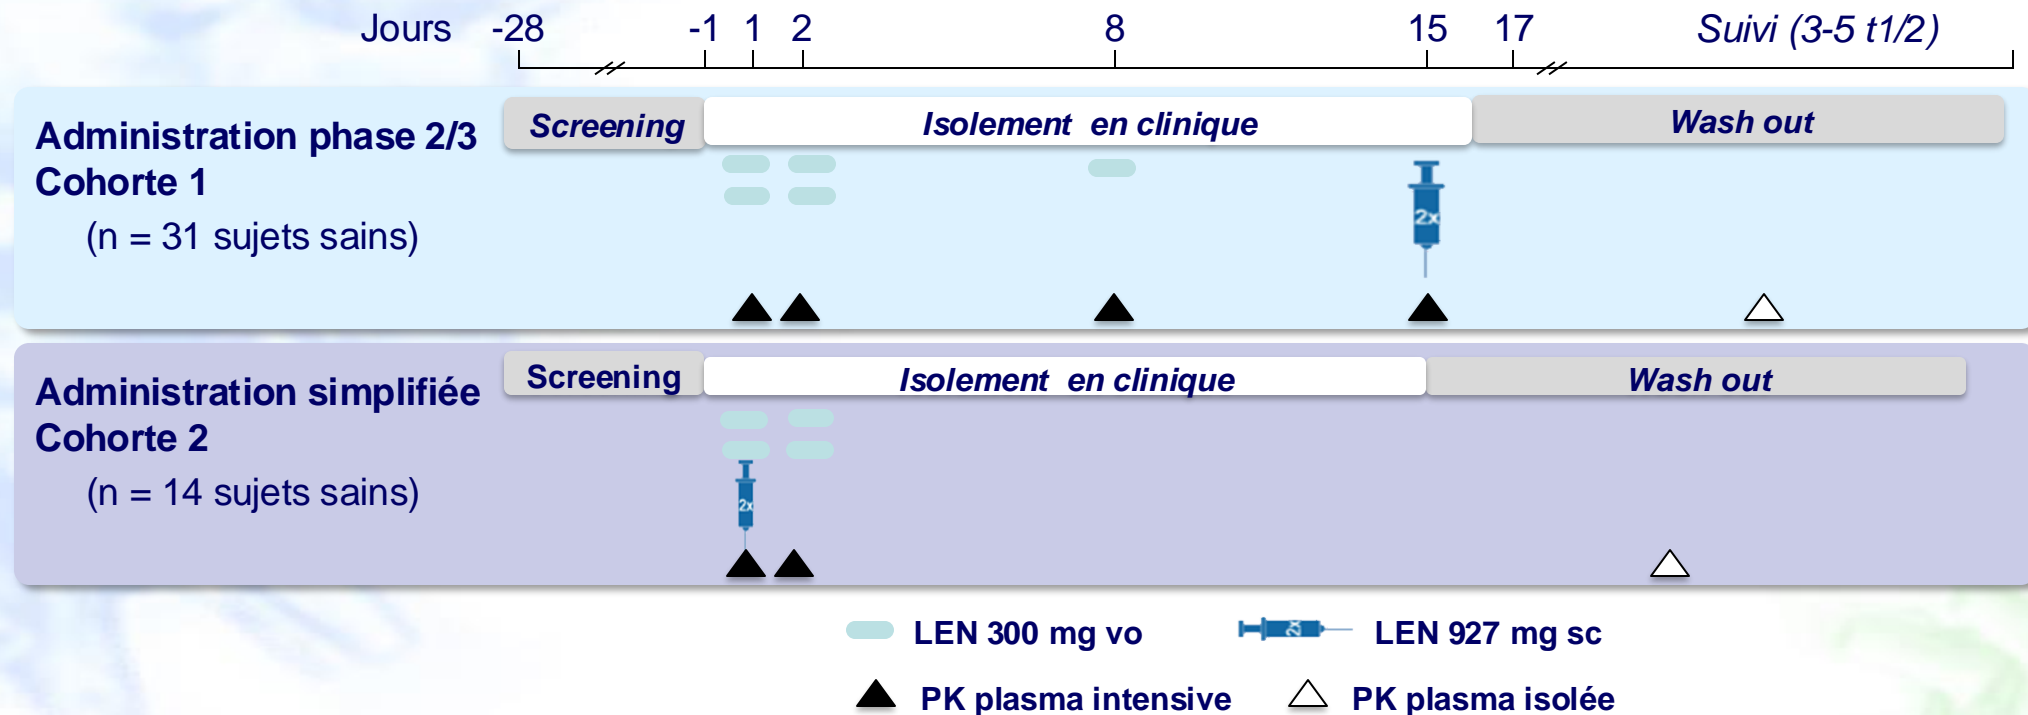 Jours -28 -1 1 2 8 15 17 Suivi (3-5 t1/2)
Administration phase 2/3
Cohorte 1
(n = 31 sujets sains)
Screening Isolement en clinique Wash out
2x
Administration simplifiée
Cohorte 2
(n = 14 sujets sains)
Screening Isolement en clinique Wash out
2x
LEN 300 mg vo 2x LEN 927 mg sc
PK plasma intensive PK plasma isolée